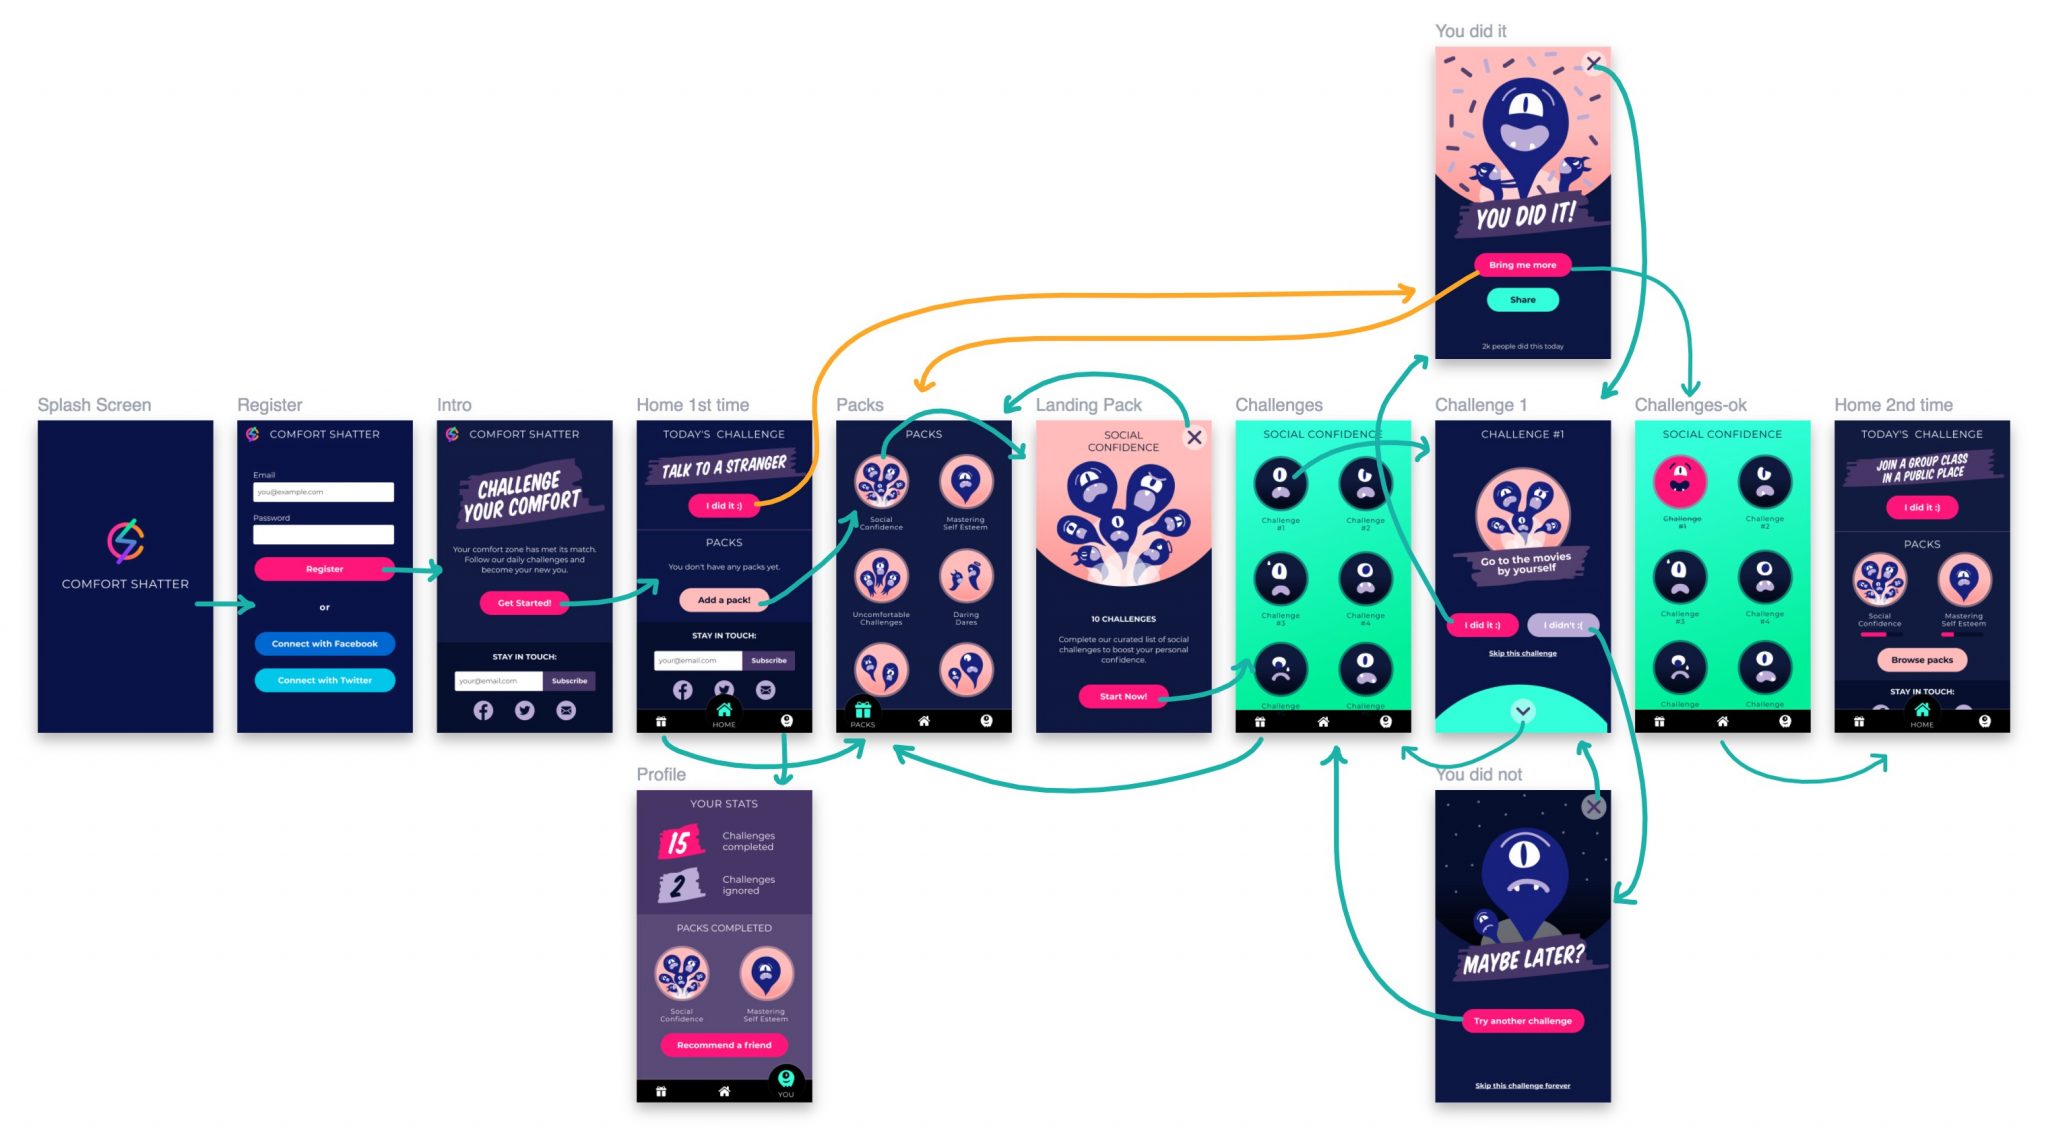 You did it
YOU DID IT!
Bring me more
Share
2k people did this today
Splash Screen
COMFORT SHATTER
Register
COMFORT SHATTER
Email
you@example.com
Password
Register
or
Connect with Facebook
Connect with Twitter
Intro
COMFORT SHATTER
CHALLENGE
YOUR COMFORT
Your comfort zone has met its match.
Follow our daily challenges and
become your new you.
Get Started!
STAY IN TOUCH:
your@email.com
Subscribe
Home 1st time
TODAY'S CHALLENGE
TALK TO A STRANGER
I did it :)
PACKS
You don't have any packs yet.
Add a pack!
STAY IN TOUCH:
your@email.com
Subscribe
HOME
Packs
PACKS
Social
Confidence
Mastering
Self Esteem
Uncomfortable
Challenges
Daring
Dares
PACKS
Landing Pack
SOCIAL
CONFIDENCE
10 CHALLENGES
Complete our curated list of social
challenges to boost your personal
confidence.
Start Now!
Challenges
SOCIAL CONFIDENCE
Challenge
#1
Challenge
#2
Challenge
#3
Challenge
#4
Challenge
Challenge
Challenge 1
CHALLENGE #1
Go to the movies
by yourself
I did it :)
I didn't :(
Skip this challenge
Challenges-ok
SOCIAL CONFIDENCE
Challenge
#1
Challenge
#2
Challenge
#3
Challenge
#4
Challenge
Challenge
Home 2nd time
TODAY'S CHALLENGE
JOIN A GROUP CLASS
IN A PUBLIC PLACE
I did it :)
PACKS
Social
Confidence
Mastering
Self Esteem
Browse packs
STAY IN TOUCH:
HOME
Profile
YOUR STATS
15
Challenges
completed
2
Challenges
ignored
PACKS COMPLETED
Social
Confidence
Mastering
Self Esteem
Recommend a friend
YOU
You did not
MAYBE LATER?
Try another challenge
Skip this challenge forever